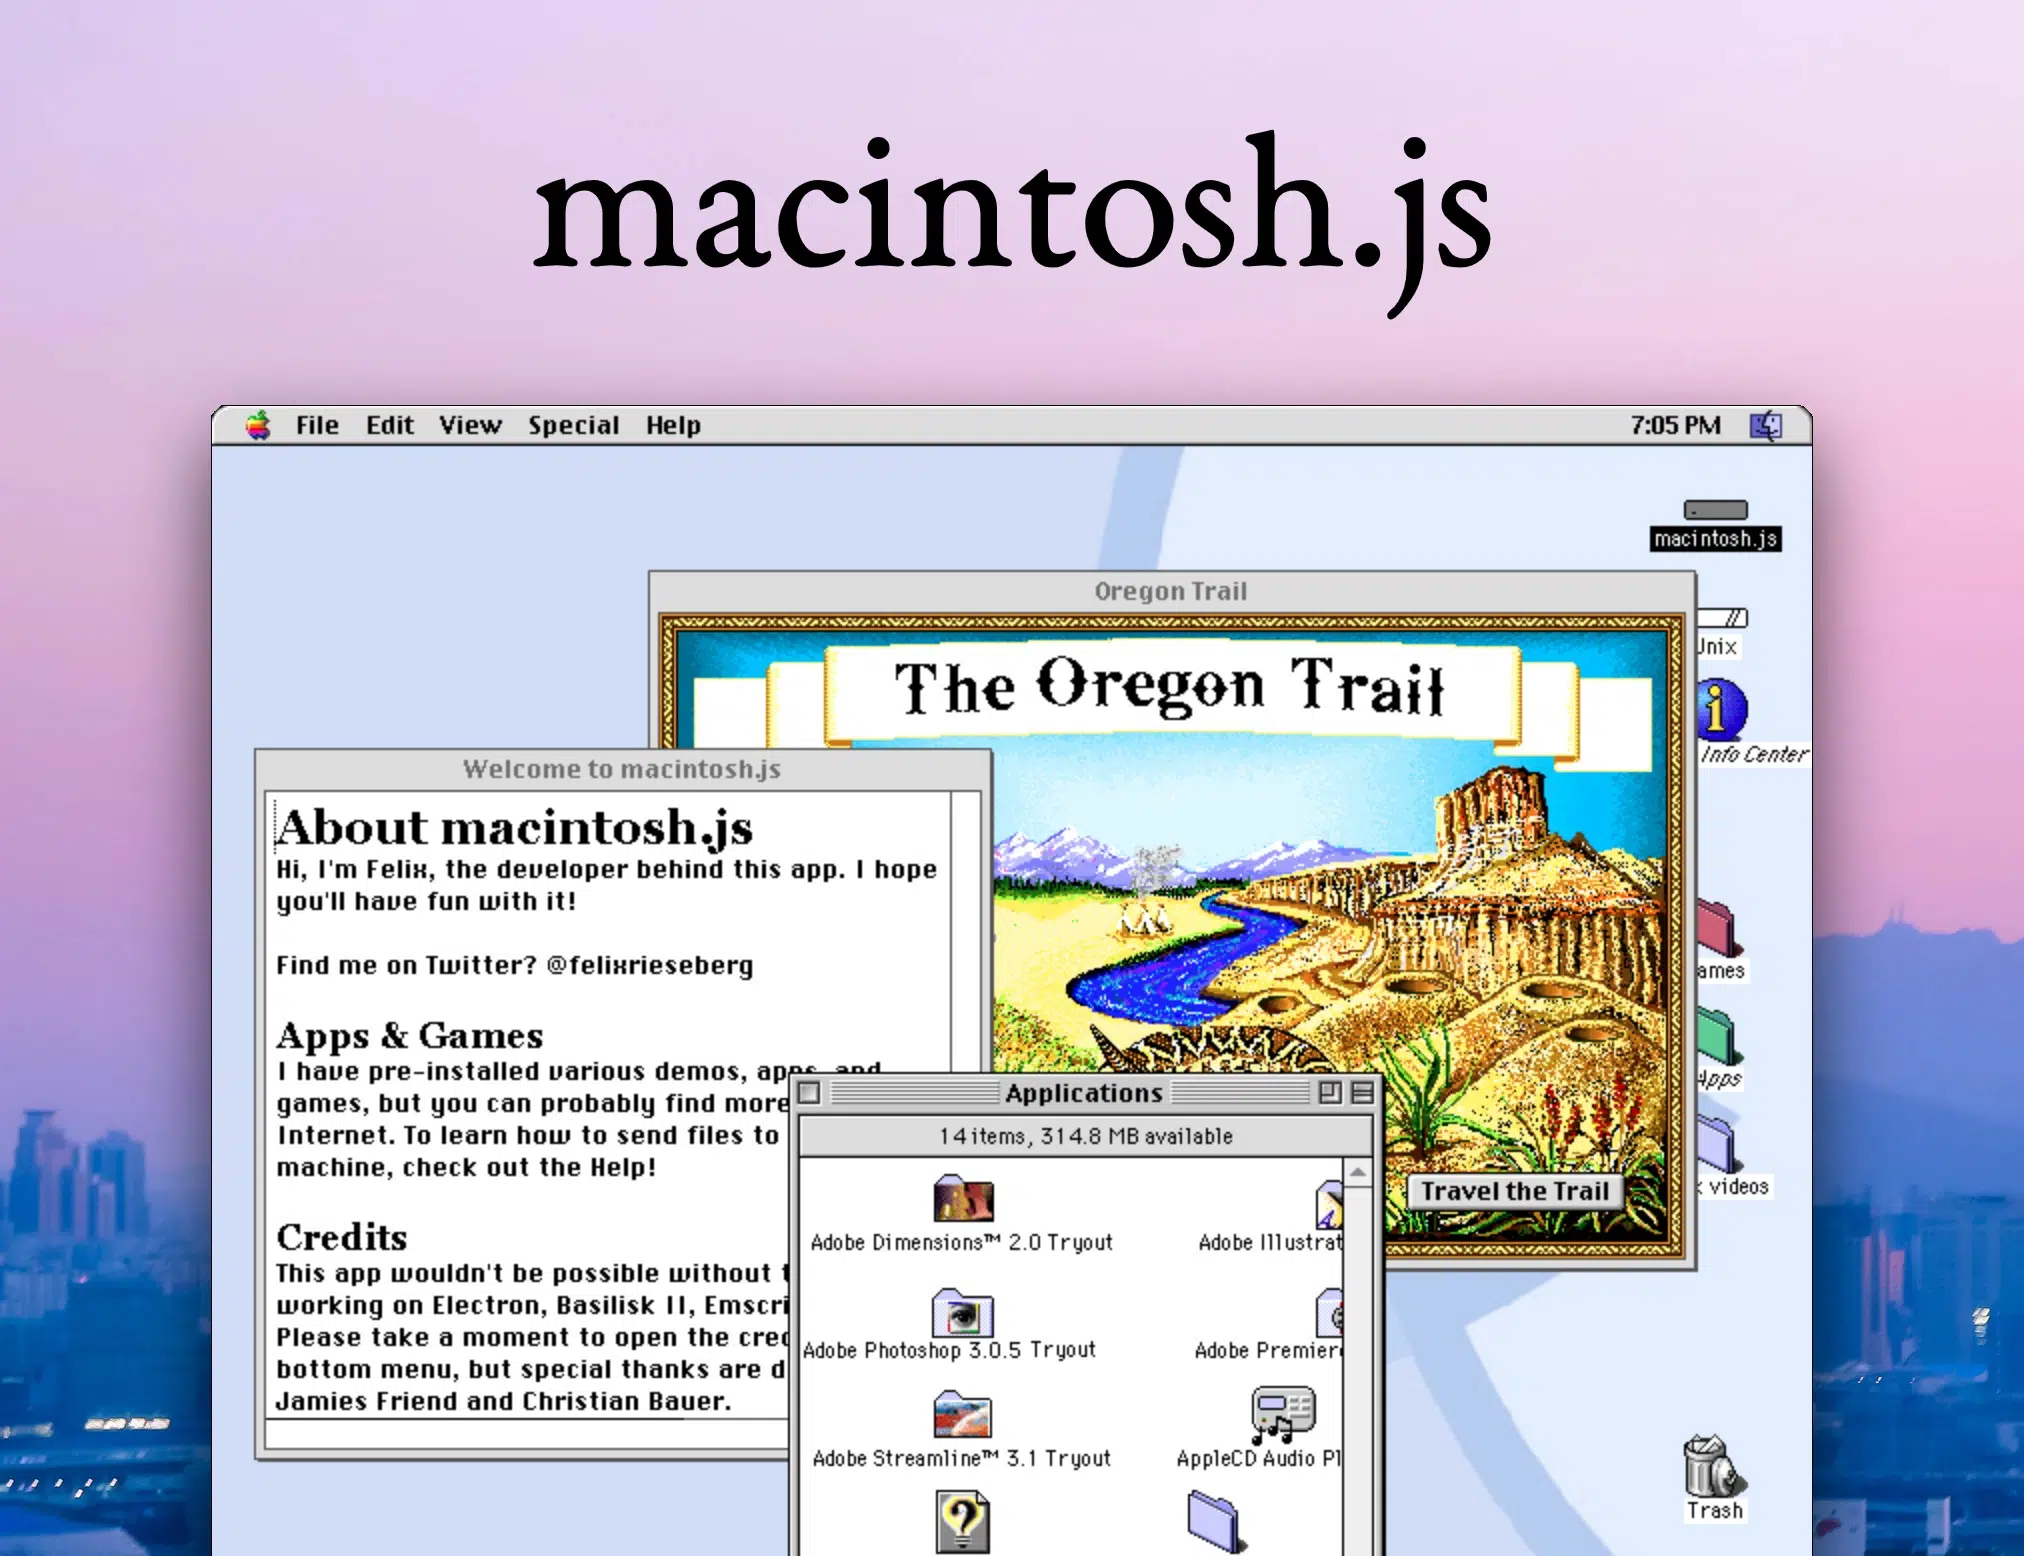 macintosh.js
File Edit View Special Help
7:05 PM
macintosh.js
Oregon Trail
The Oregon Trail
Info Center
Welcome to macintosh.js
About macintosh.js
Hi, I'm Felix, the developer behind this app. I hope
you'll have fun with it!
Find me on Twitter? @felixrieseberg
Apps & Games
I have pre-installed various demos, apps, and
games, but you can probably find more
Internet. To learn how to send files to
machine, check out the Help!
Credits
This app wouldn't be possible without
working on Electron, Basilisk II,
Please take a moment to open the
bottom menu, but special thanks are
Jamies Friend and Christian Bauer.
Applications
14 items, 314.8 MB available
Adobe Dimensions™ 2.0 Tryout
Adobe
Adobe Photoshop 3.0.5 Tryout
Adobe
Adobe Streamline™ 3.1 Tryout
AppleCD Audio
Travel the Trail
Apps
videos
Trash